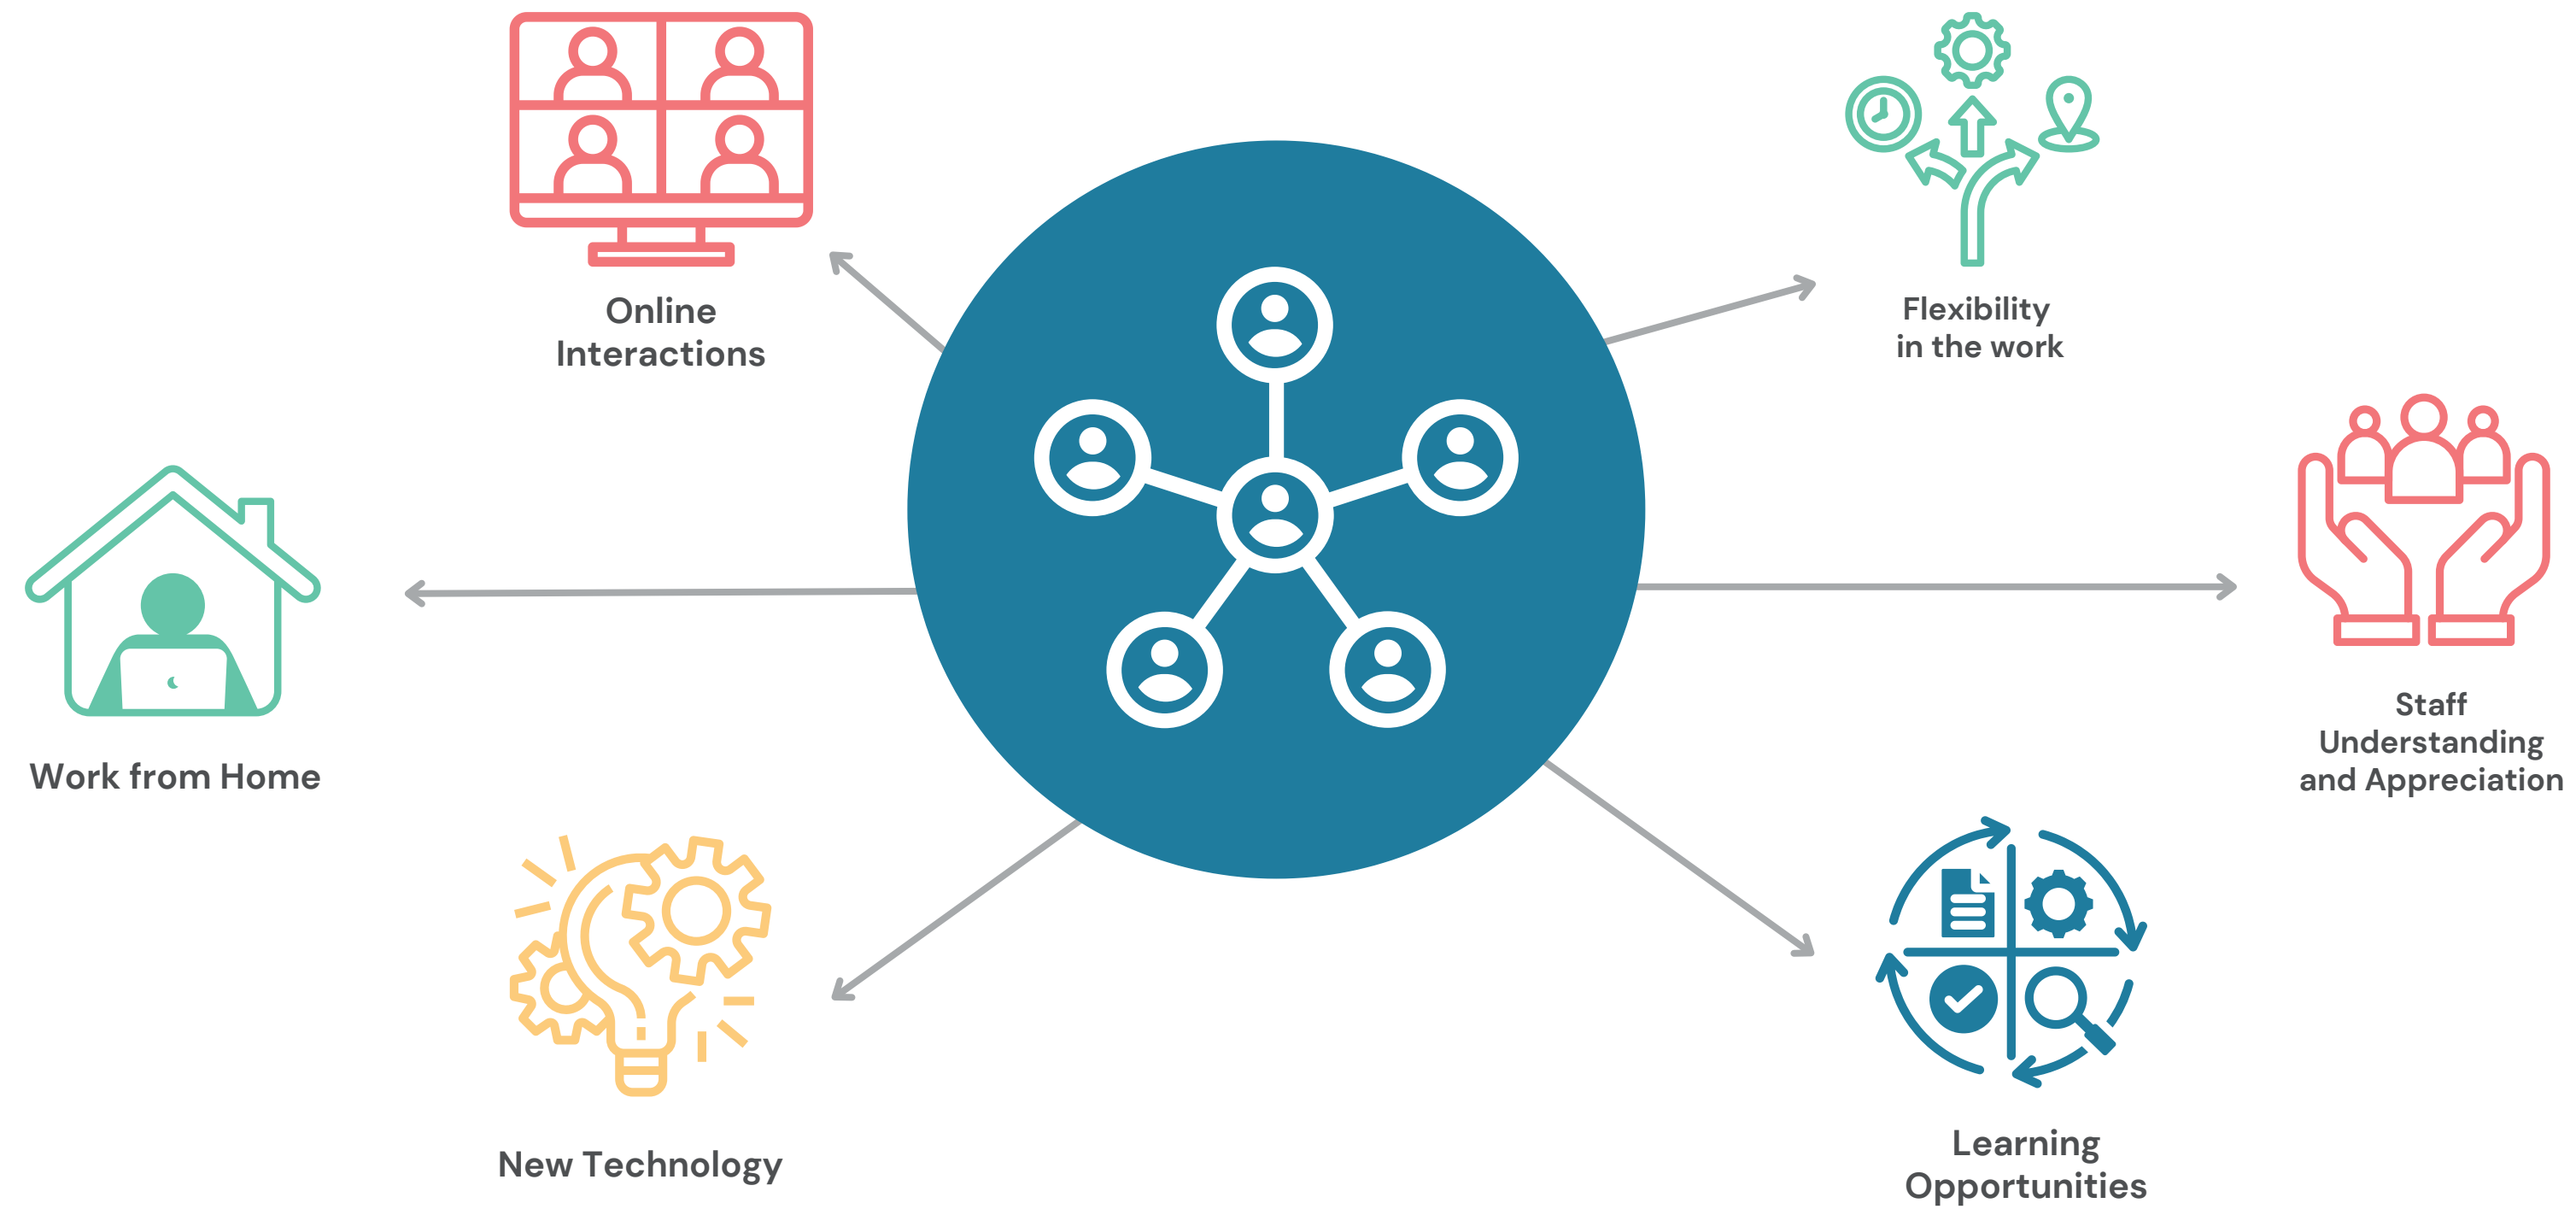 Online
Interactions
Flexibility
in the work
Work from Home
Staff
Understanding
and Appreciation
New Technology
Learning
Opportunities